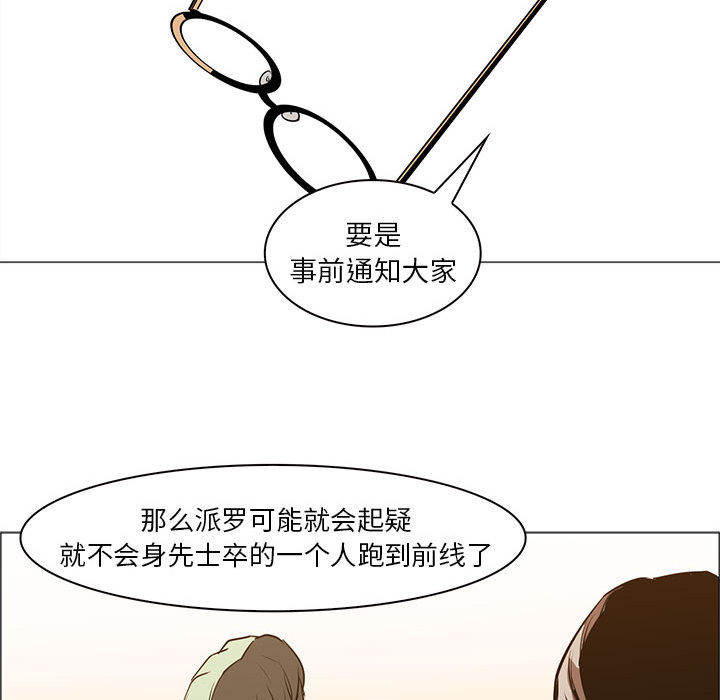 要是
事前通知大家
那么派罗可能就会起疑
就不会身先士卒的一个人跑到前线了